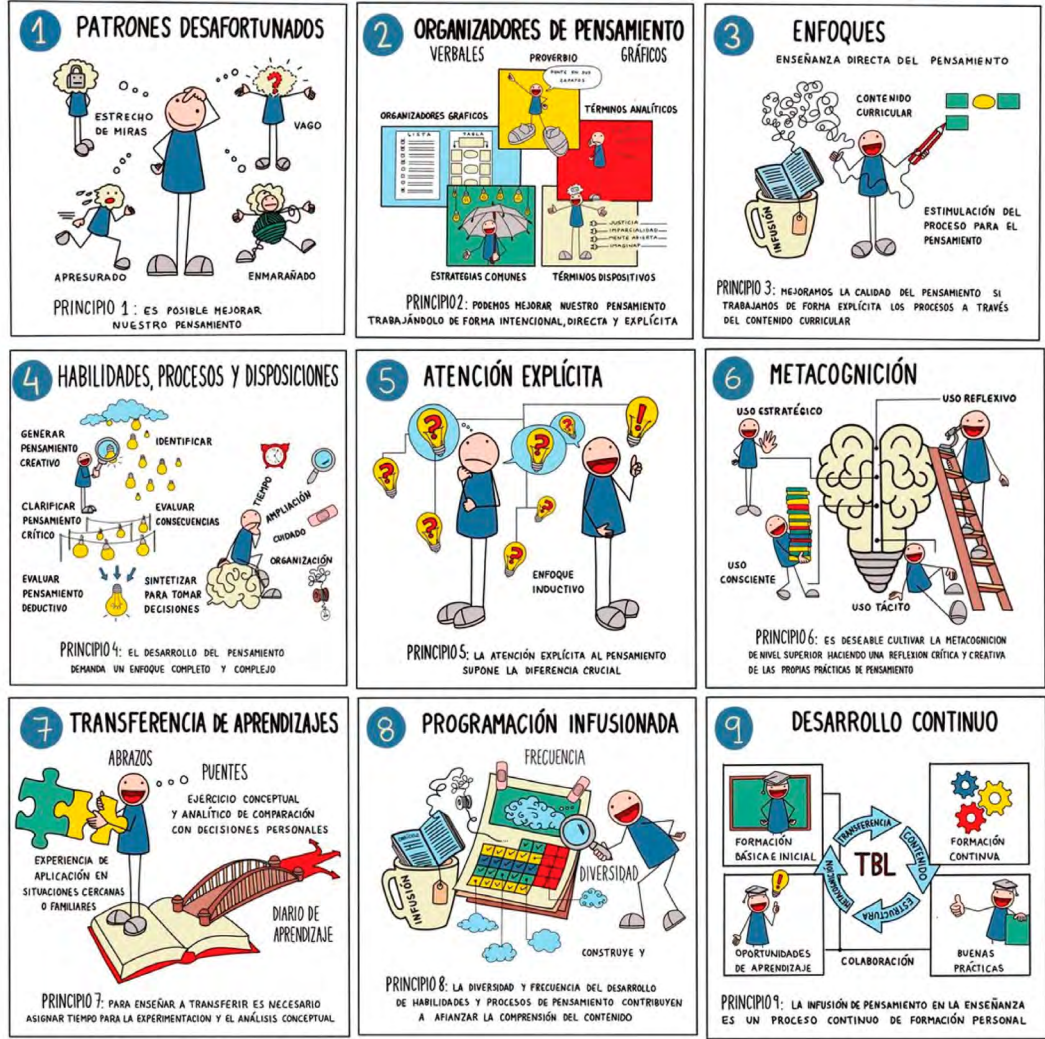 1 PATRONES DESAFORTUNADOS
ESTRECHO
DE MIRAS
VAGO
APRESURADO
ENMARAÑADO
PRINCIPIO 1: ES POSIBLE MEJORAR
NUESTRO PENSAMIENTO
2 ORGANIZADORES DE PENSAMIENTO
VERBALES
PROVERBIO
GRÁFICOS
PONTE EN SUS
ZAPATOS
ORGANIZADORES GRAFICOS
TÉRMINOS ANALÍTICOS
LISTA
TABLA
JUSTICIA
IMPARCIALIDAD
MENTE ABIERTA
IMAGINAR
ESTRATEGIAS COMUNES
TÉRMINOS DISPOSITIVOS
PRINCIPIO 2: PODEMOS MEJORAR NUESTRO PENSAMIENTO
TRABAJÁNDOLO DE FORMA INTENCIONAL, DIRECTA Y EXPLÍCITA
3 ENFOQUES
ENSEÑANZA DIRECTA DEL PENSAMIENTO
CONTENIDO
CURRICULAR
INFUSIÓN
ESTIMULACIÓN DEL
PROCESO PARA EL
PENSAMIENTO
PRINCIPIO 3: MEJORAMOS LA CALIDAD DEL PENSAMIENTO SI
TRABAJAMOS DE FORMA EXPLÍCITA LOS PROCESOS A TRAVÉS
DEL CONTENIDO CURRICULAR
4 HABILIDADES, PROCESOS Y DISPOSICIONES
GENERAR
PENSAMIENTO
CREATIVO
IDENTIFICAR
CLARIFICAR
PENSAMIENTO
CRÍTICO
EVALUAR
CONSECUENCIAS
EVALUAR
PENSAMIENTO
DEDUCTIVO
SINTETIZAR
PARA TOMAR
DECISIONES
TIEMPO
AMPLIACIÓN
CUIDADO
ORGANIZACIÓN
PRINCIPIO 4: EL DESARROLLO DEL PENSAMIENTO
DEMANDA UN ENFOQUE COMPLETO Y COMPLEJO
5 ATENCIÓN EXPLÍCITA
ENFOQUE
INDUCTIVO
PRINCIPIO 5: LA ATENCIÓN EXPLÍCITA AL PENSAMIENTO
SUPONE LA DIFERENCIA CRUCIAL
6 METACOGNICIÓN
USO ESTRATÉGICO
USO REFLEXIVO
USO
CONSCIENTE
USO TÁCITO
PRINCIPIO 6: ES DESEABLE CULTIVAR LA METACOGNICION
DE NIVEL SUPERIOR HACIENDO UNA REFLEXION CRÍTICA Y CREATIVA
DE LAS PROPIAS PRÁCTICAS DE PENSAMIENTO
7 TRANSFERENCIA DE APRENDIZAJES
ABRAZOS
PUENTES
EJERCICIO CONCEPTUAL
Y ANALÍTICO DE COMPARACIÓN
CON DECISIONES PERSONALES
EXPERIENCIA DE
APLICACIÓN EN
SITUACIONES CERCANAS
O FAMILIARES
DIARIO DE
APRENDIZAJE
PRINCIPIO 7: PARA ENSEÑAR A TRANSFERIR ES NECESARIO
ASIGNAR TIEMPO PARA LA EXPERIMENTACION Y EL ANÁLISIS CONCEPTUAL
8 PROGRAMACIÓN INFUSIONADA
FRECUENCIA
INFUSIÓN
DIVERSIDAD
CONSTRUYE Y
PRINCIPIO 8: LA DIVERSIDAD Y FRECUENCIA DEL DESARROLLO
DE HABILIDADES Y PROCESOS DE PENSAMIENTO CONTRIBUYEN
A AFIANZAR LA COMPRENSIÓN DEL CONTENIDO
9 DESARROLLO CONTINUO
FORMACIÓN
BÁSICA E INICIAL
TRANSFERENCIA
CONTENIDO
ESTRUCTURA
METACOGNICIÓN
TBL
FORMACIÓN
CONTINUA
OPORTUNIDADES
DE APRENDIZAJE
COLABORACIÓN
BUENAS
PRÁCTICAS
PRINCIPIO 9: LA INFUSIÓN DE PENSAMIENTO EN LA ENSEÑANZA
ES UN PROCESO CONTINUO DE FORMACIÓN PERSONAL